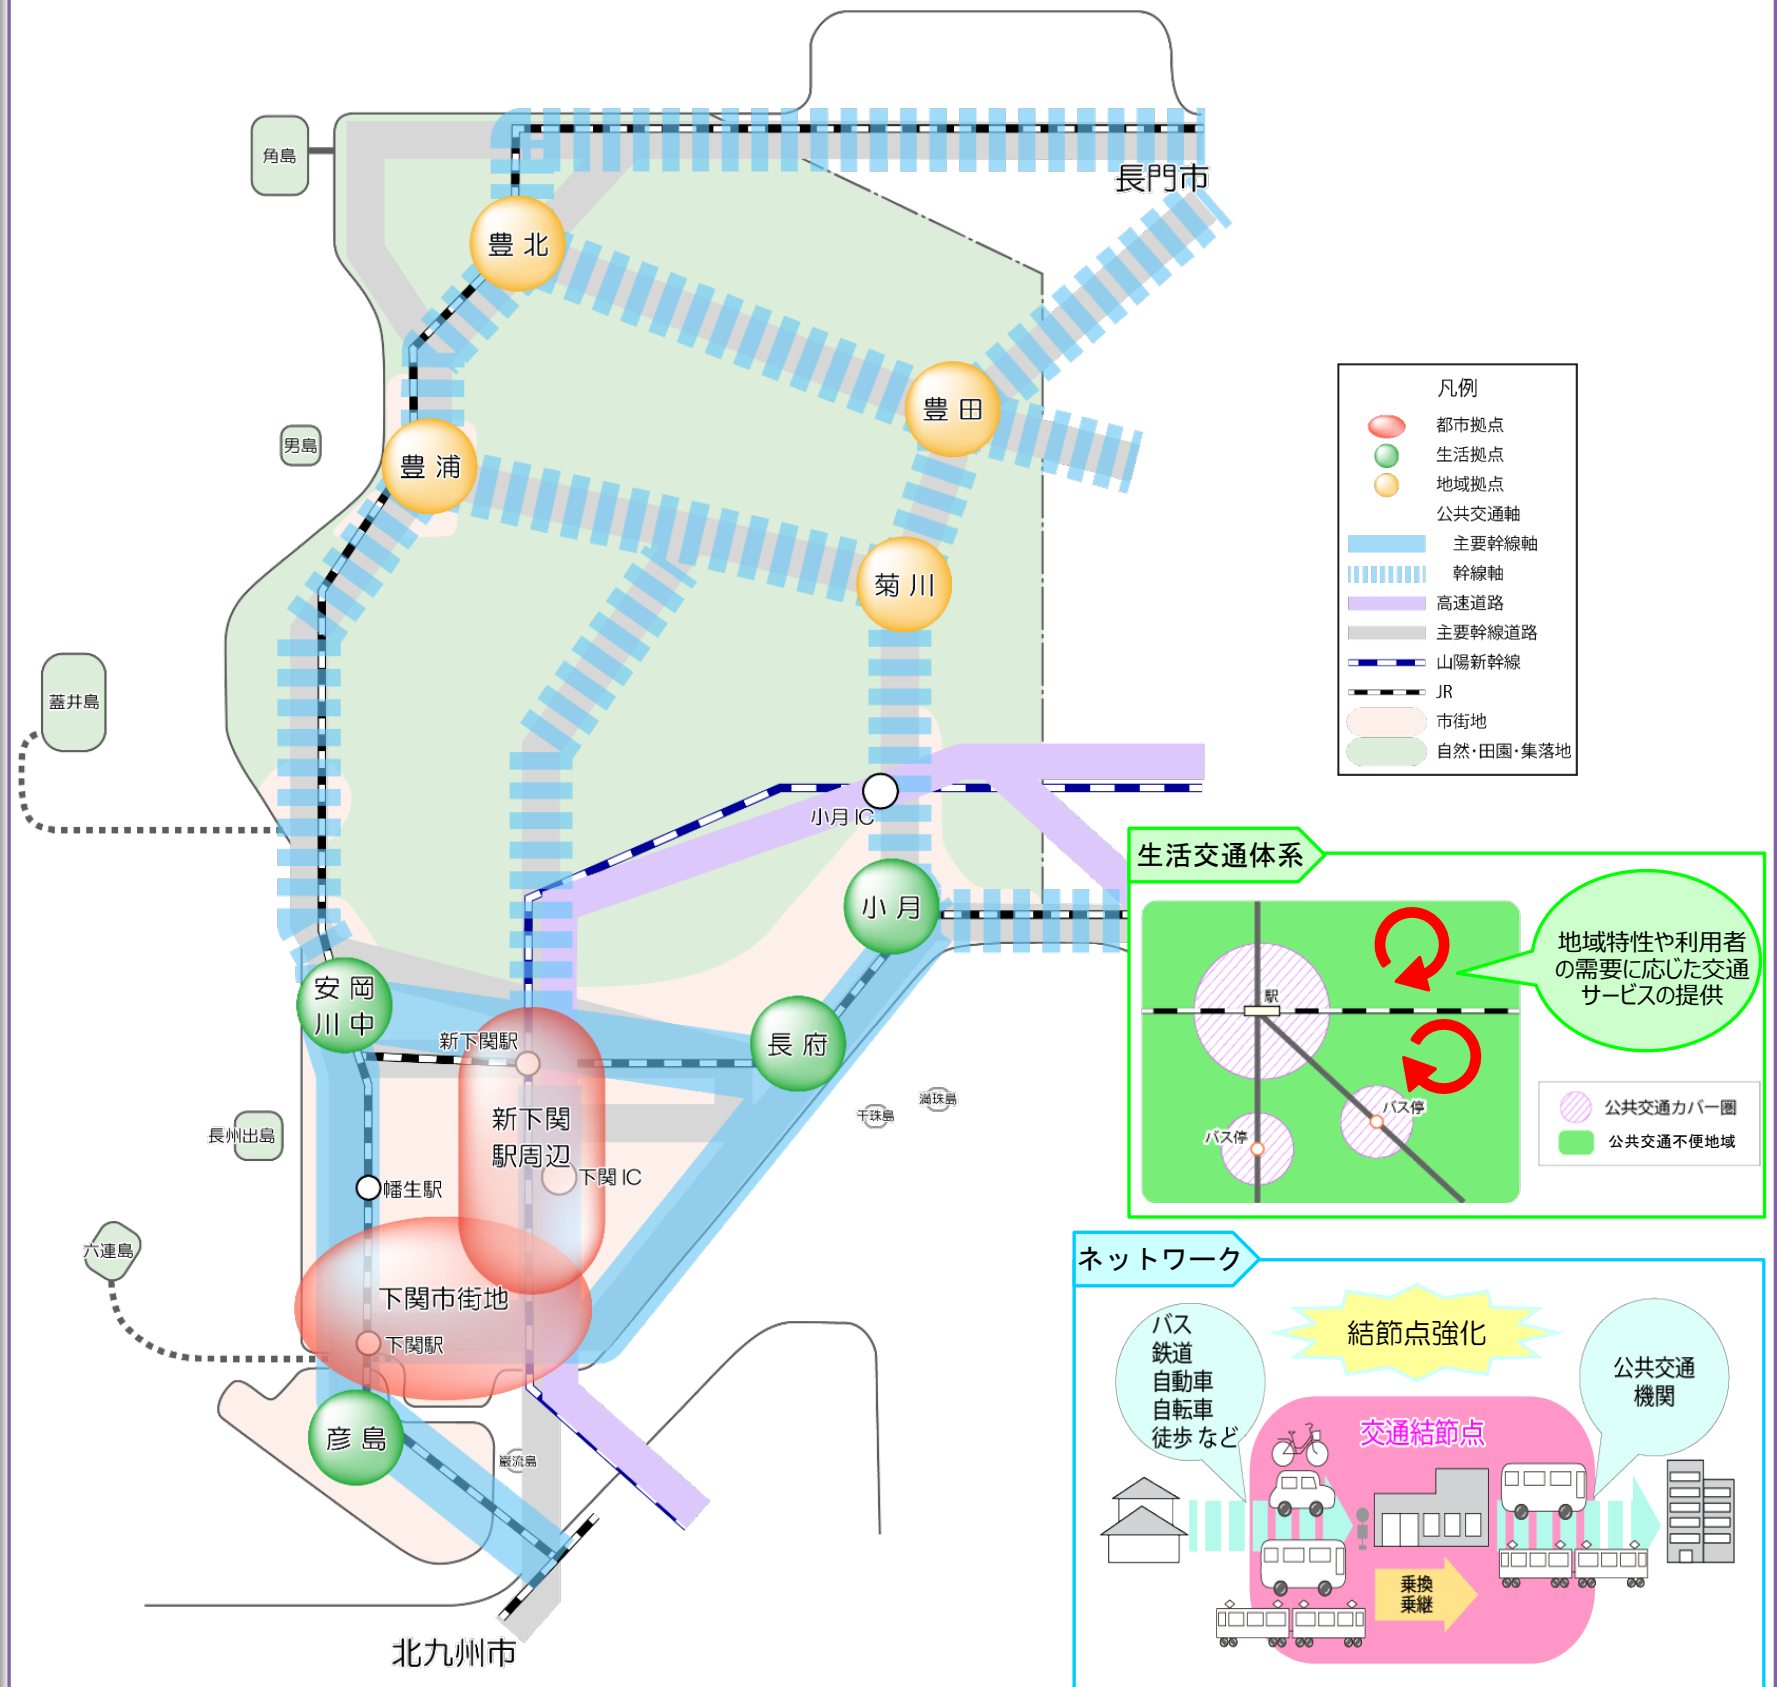 角島
長門市
豊北
豊田
男島
豊浦
菊川
蓋井島
小月 IC
小月
安岡
川中
新下関駅
長府
満珠島
干珠島
新下関
駅周辺
長州出島
下関 IC
幡生駅
六連島
下関市街地
下関駅
彦島
巌流島
北九州市
凡例
都市拠点
生活拠点
地域拠点
公共交通軸
主要幹線軸
幹線軸
高速道路
主要幹線道路
山陽新幹線
JR
市街地
自然・田園・集落地
生活交通体系
地域特性や利用者
の需要に応じた交通
サービスの提供
駅
バス停
バス停
公共交通カバー圏
公共交通不便地域
ネットワーク
バス
鉄道
自動車
自転車
徒歩 など
結節点強化
公共交通
機関
交通結節点
乗換
乗継